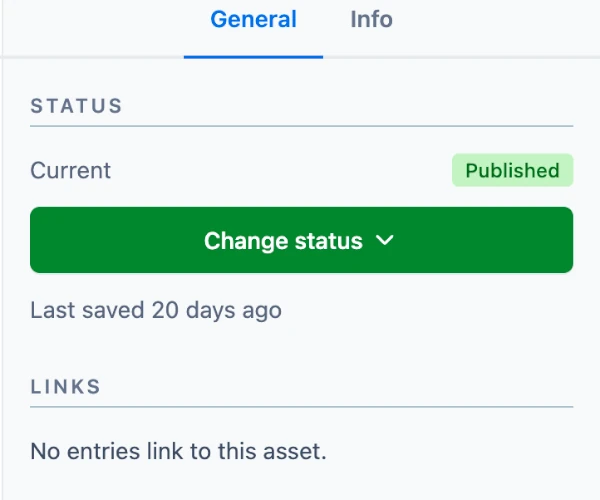 General Info
STATUS
Current Published
Change status
Last saved 20 days ago
LINKS
No entries link to this asset.